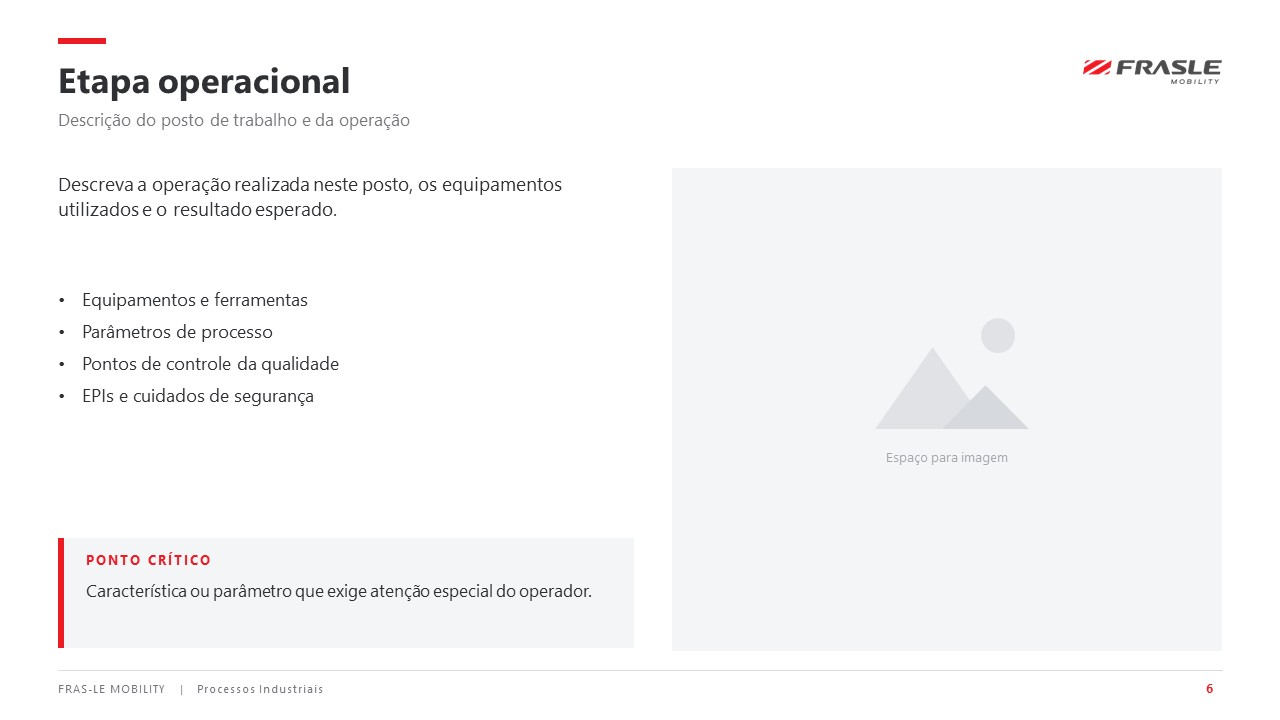 Etapa operacional
FRASLE
MOBILITY
Descrição do posto de trabalho e da operação
Descreva a operação realizada neste posto, os equipamentos
utilizados e o resultado esperado.
• Equipamentos e ferramentas
• Parâmetros de processo
• Pontos de controle da qualidade
• EPIs e cuidados de segurança
Espaço para imagem
PONTO CRÍTICO
Característica ou parâmetro que exige atenção especial do operador.
FRAS-LE MOBILITY | Processos Industriais
6